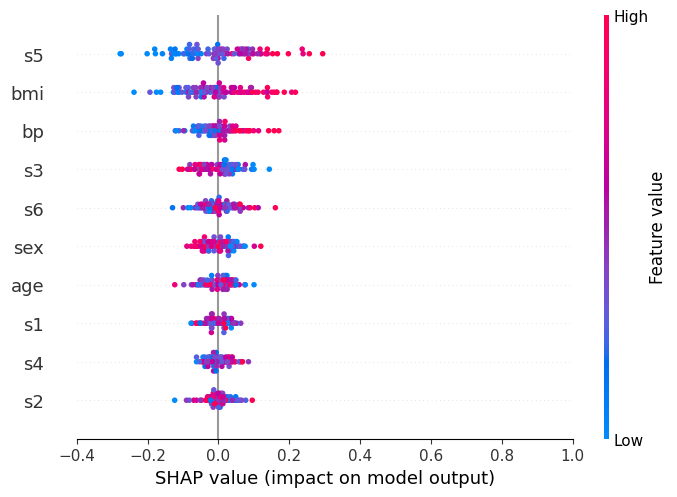 High
s5
bmi
bp
s3
s6
sex
age
s1
s4
s2
Feature value
Low
−0.4 −0.2 0.0 0.2 0.4 0.6 0.8 1.0
SHAP value (impact on model output)